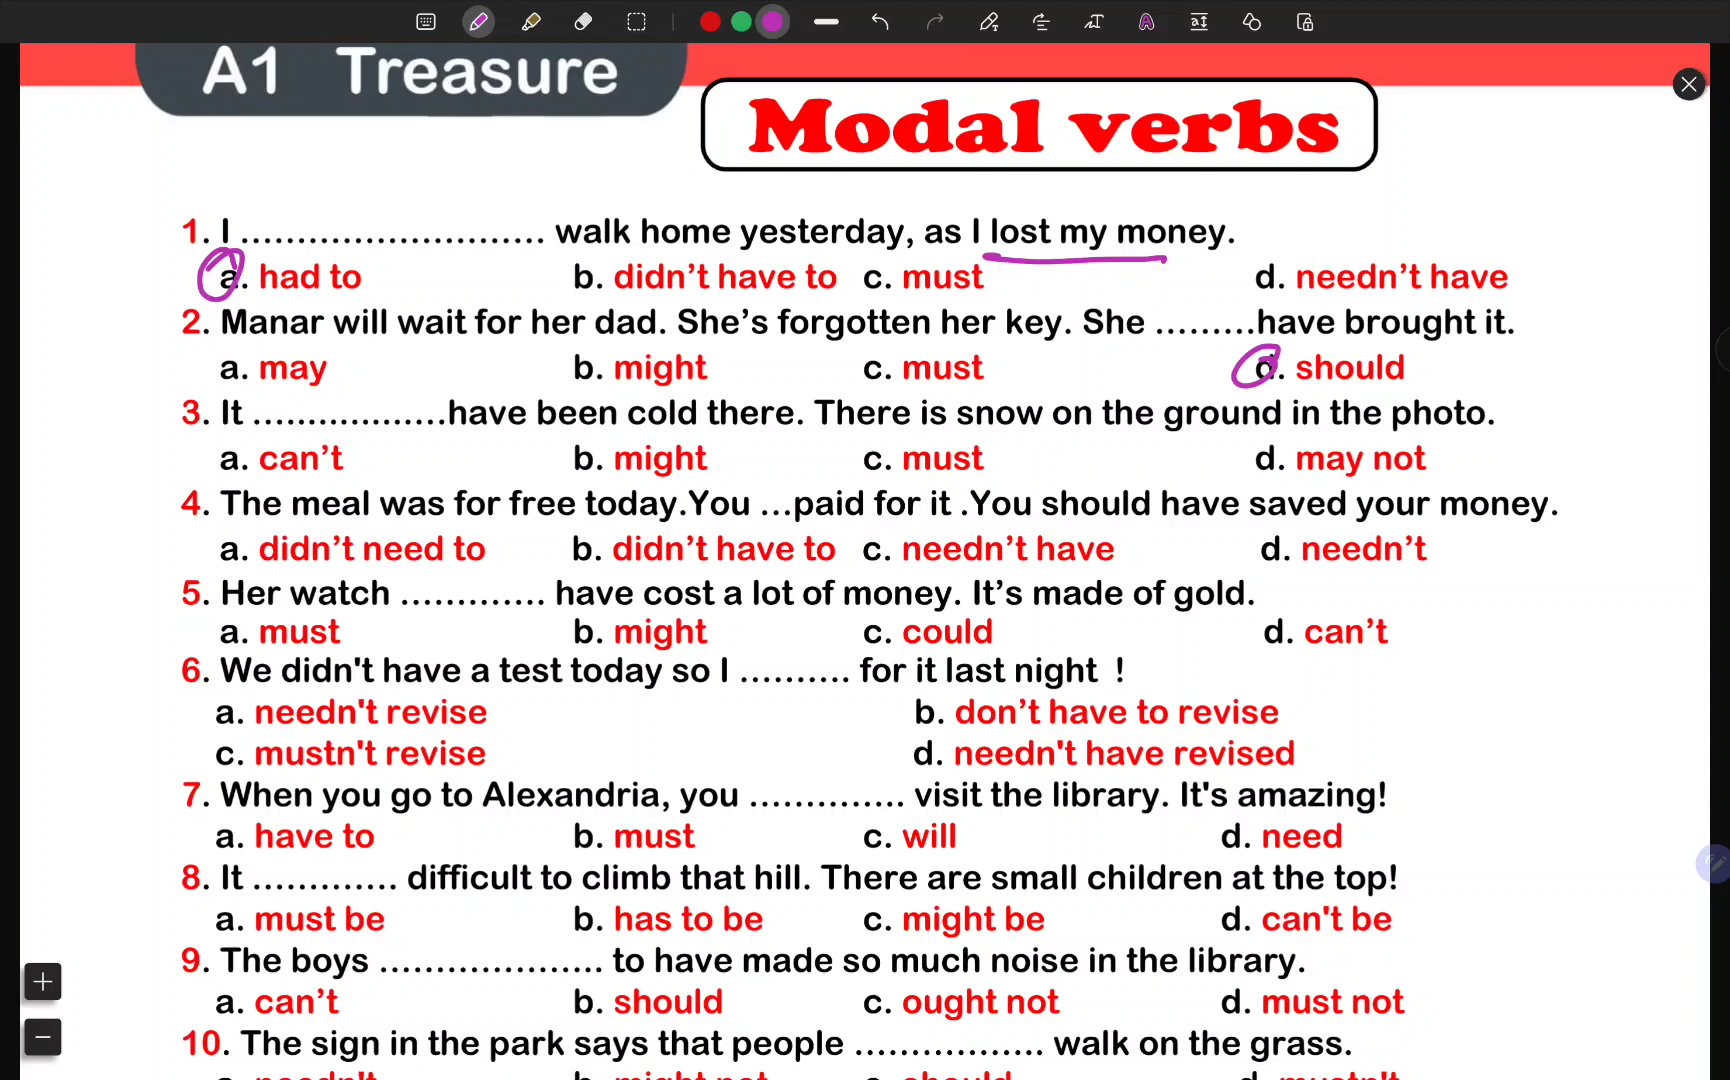 A1 Treasure
Modal verbs
1. I ........................... walk home yesterday, as I lost my money.
a. had to b. didn’t have to c. must d. needn’t have
2. Manar will wait for her dad. She’s forgotten her key. She .........have brought it.
a. may b. might c. must d. should
3. It .................have been cold there. There is snow on the ground in the photo.
a. can’t b. might c. must d. may not
4. The meal was for free today.You ...paid for it .You should have saved your money.
a. didn’t need to b. didn’t have to c. needn’t have d. needn’t
5. Her watch ............. have cost a lot of money. It’s made of gold.
a. must b. might c. could d. can’t
6. We didn't have a test today so I .......... for it last night !
a. needn't revise b. don’t have to revise
c. mustn't revise d. needn't have revised
7. When you go to Alexandria, you .............. visit the library. It's amazing!
a. have to b. must c. will d. need
8. It ............. difficult to climb that hill. There are small children at the top!
a. must be b. has to be c. might be d. can't be
9. The boys .................... to have made so much noise in the library.
a. can’t b. should c. ought not d. must not
10. The sign in the park says that people ................. walk on the grass.
a. needn't b. might not c. should d. mustn't